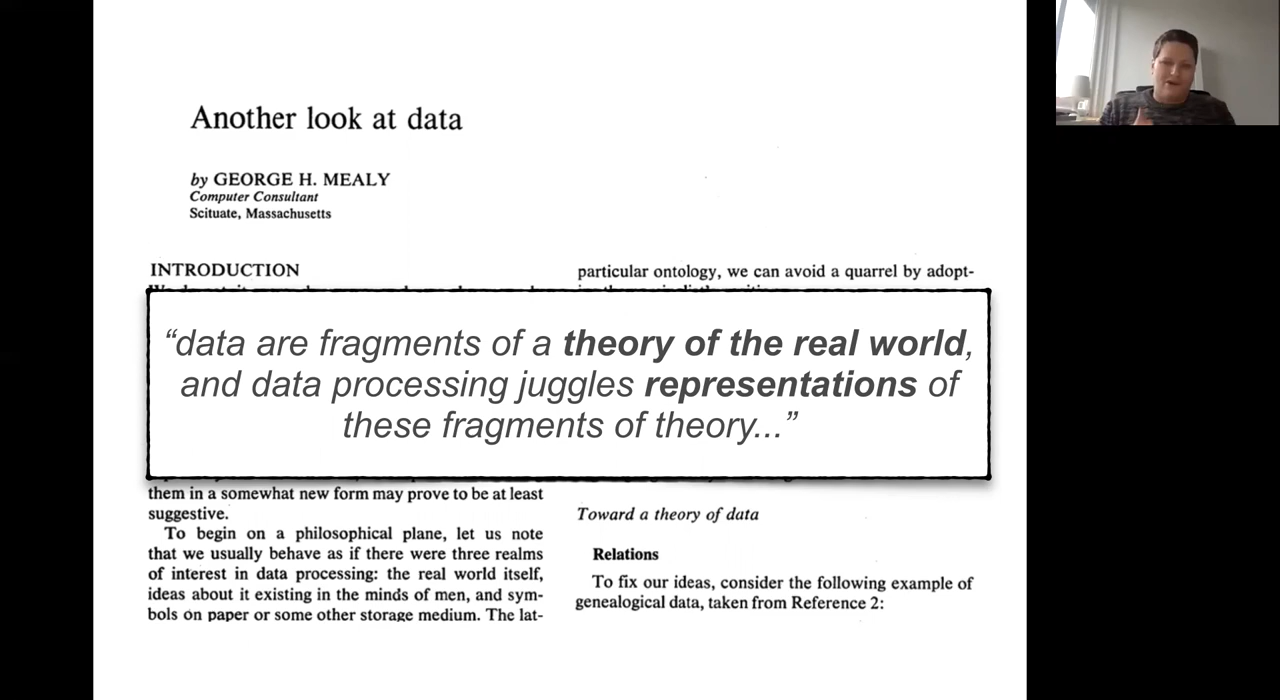 Another look at data
by GEORGE H. MEALY
Computer Consultant
Scituate, Massachusetts
INTRODUCTION
“data are fragments of a theory of the real world,
and data processing juggles representations of
these fragments of theory...”
them in a somewhat new form may prove to be at least
suggestive.
To begin on a philosophical plane, let us note
that we usually behave as if there were three realms
of interest in data processing: the real world itself,
ideas about it existing in the minds of men, and sym-
bols on paper or some other storage medium. The lat-
particular ontology, we can avoid a quarrel by adopt-
Toward a theory of data
Relations
To fix our ideas, consider the following example of
genealogical data, taken from Reference 2: